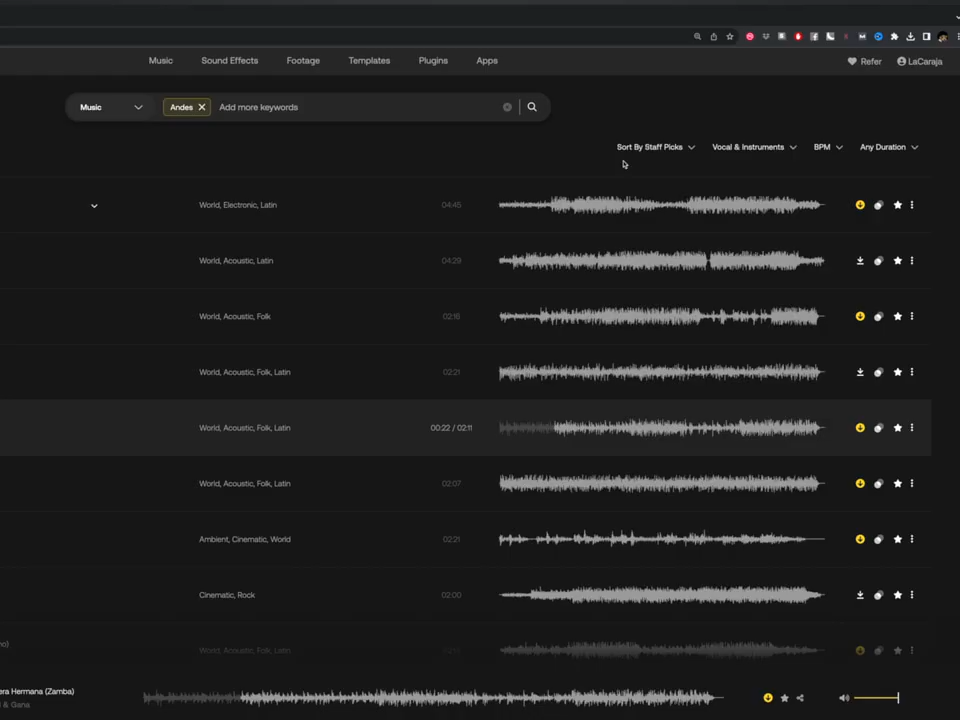 Music Sound Effects Footage Templates Plugins Apps Refer LaCaraja
Music Andes Add more keywords
Sort By Staff Picks Vocal & Instruments BPM Any Duration
World, Electronic, Latin 04:45
World, Acoustic, Latin 04:29
World, Acoustic, Folk 02:16
World, Acoustic, Folk, Latin 02:21
World, Acoustic, Folk, Latin 00:22 / 02:11
World, Acoustic, Folk, Latin 02:07
Ambient, Cinematic, World 02:21
Cinematic, Rock 02:00
World, Acoustic, Folk, Latin
era Hermana (Zamba)
& Gana